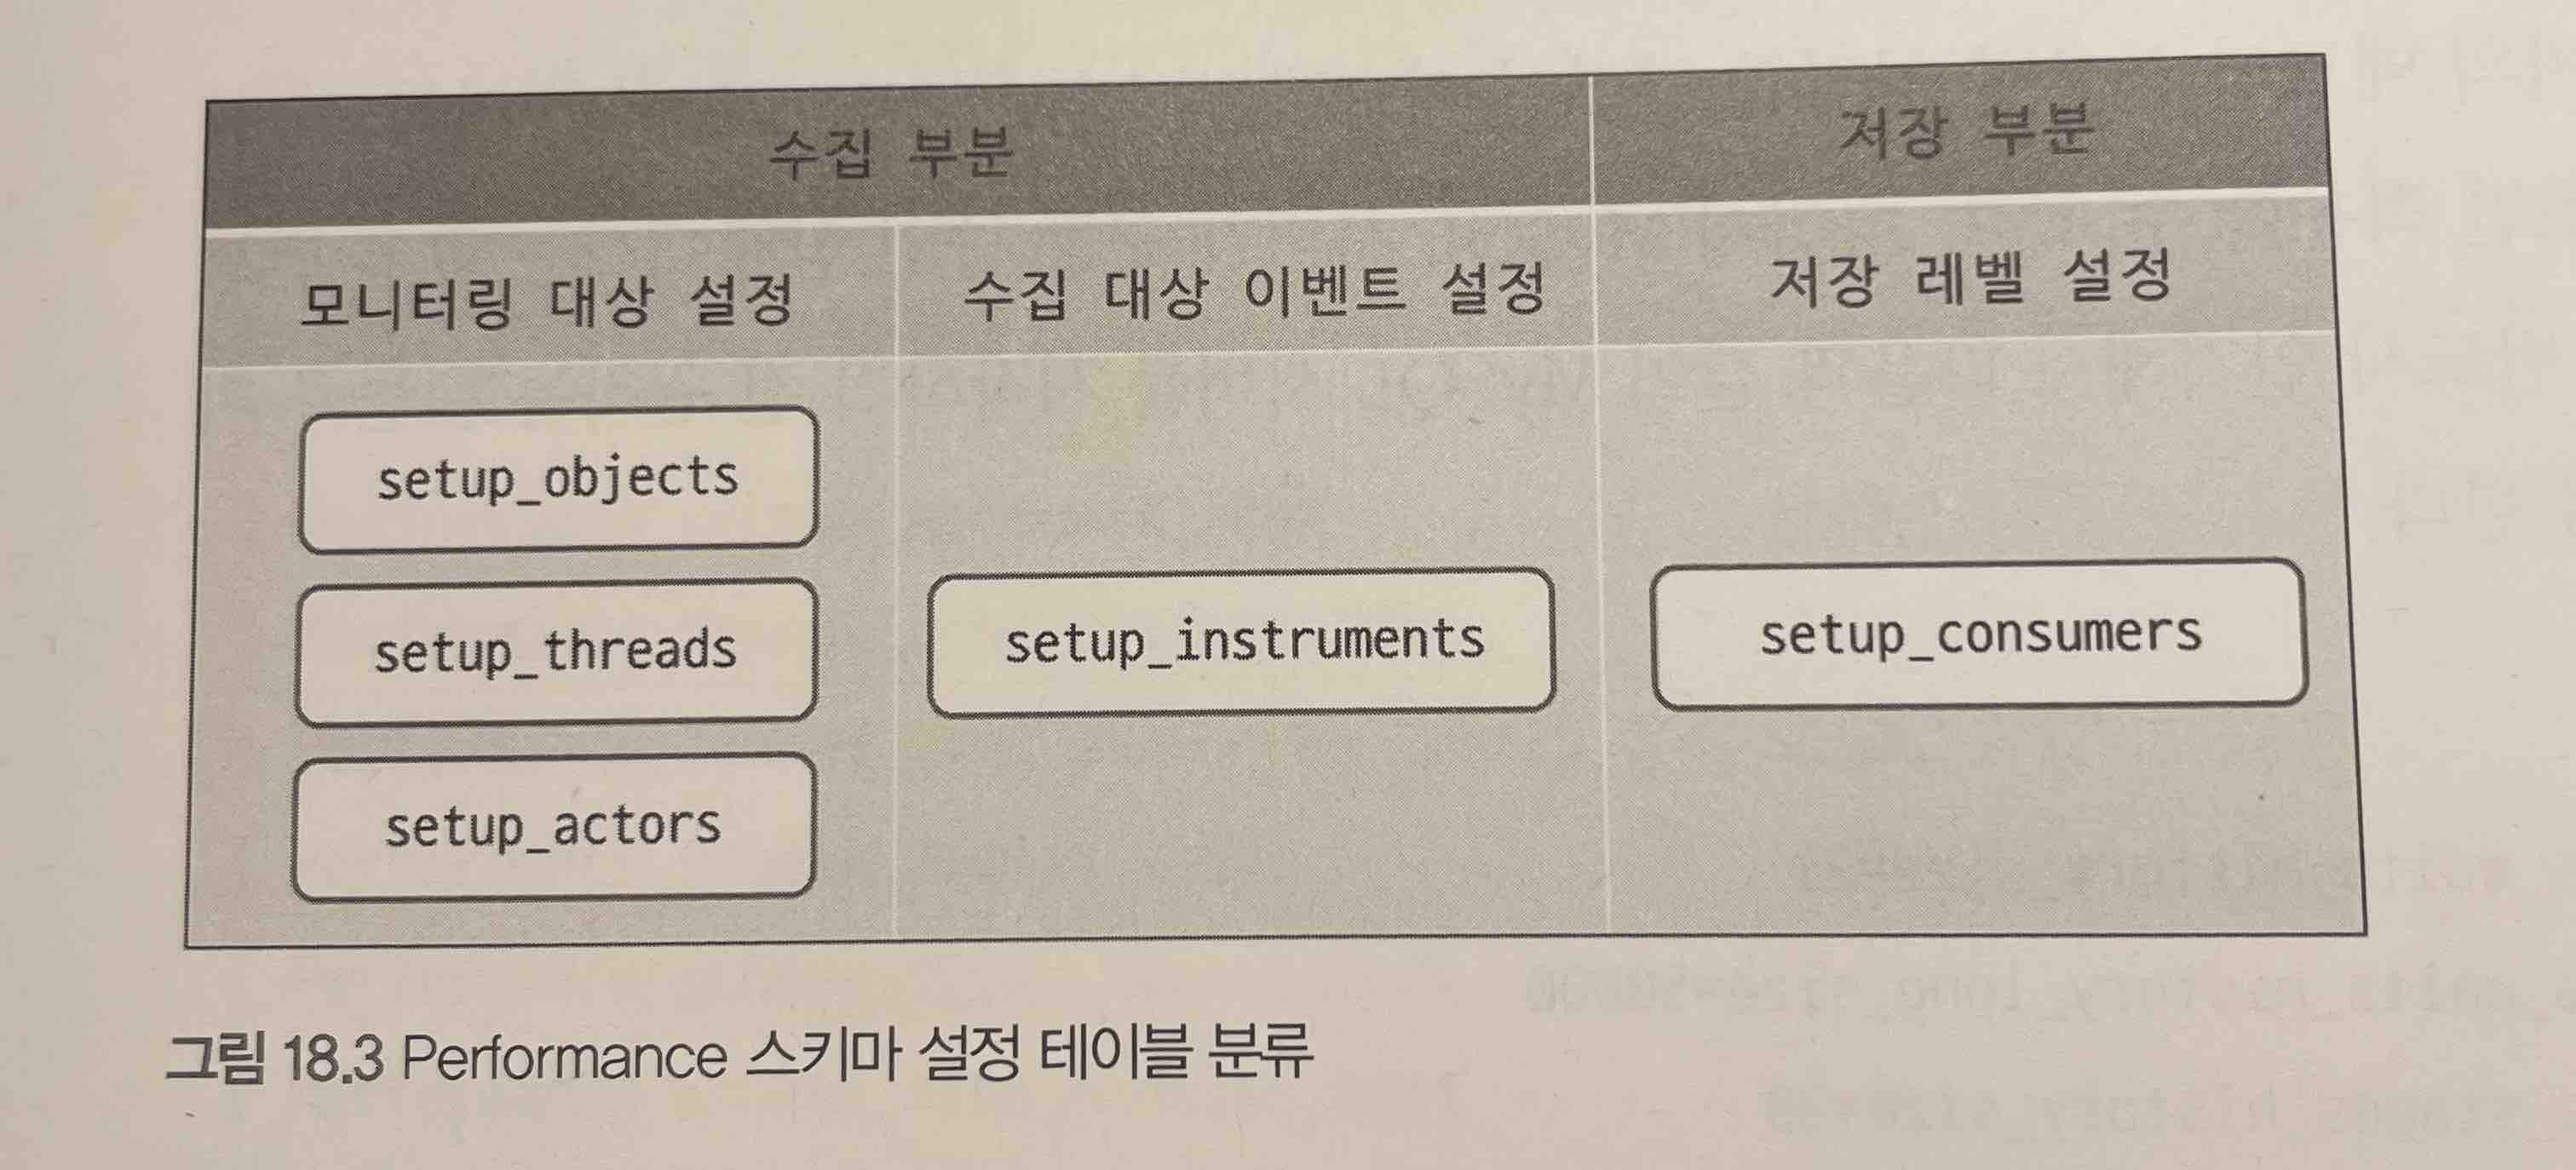 수집 부분
저장 부분
모니터링 대상 설정
수집 대상 이벤트 설정
저장 레벨 설정
setup_objects
setup_threads
setup_instruments
setup_consumers
setup_actors
그림 18.3 Performance 스키마 설정 테이블 분류